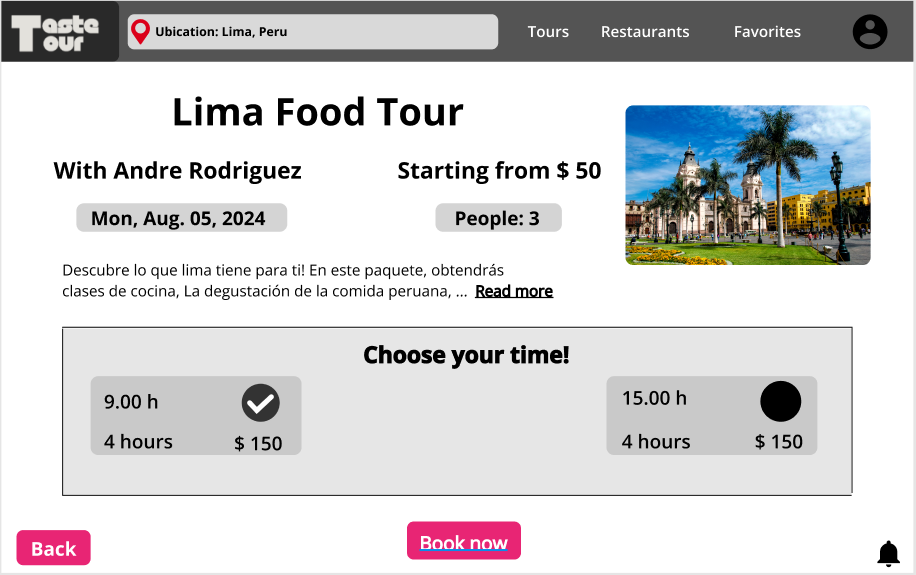 Taste
Tour
Ubication: Lima, Peru
Tours
Restaurants
Favorites
Lima Food Tour
With Andre Rodriguez
Starting from $ 50
Mon, Aug. 05, 2024
People: 3
Descubre lo que lima tiene para ti! En este paquete, obtendrás
clases de cocina, La degustación de la comida peruana, ... Read more
Choose your time!
9.00 h
4 hours $ 150
15.00 h
4 hours $ 150
Back
Book now